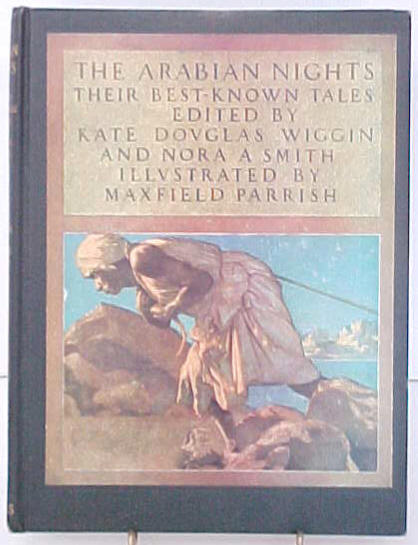 THE ARABIAN NIGHTS
THEIR BEST-KNOWN TALES
EDITED BY
KATE DOVGLAS WIGGIN
AND NORA A SMITH
ILLVSTRATED BY
MAXFIELD PARRISH